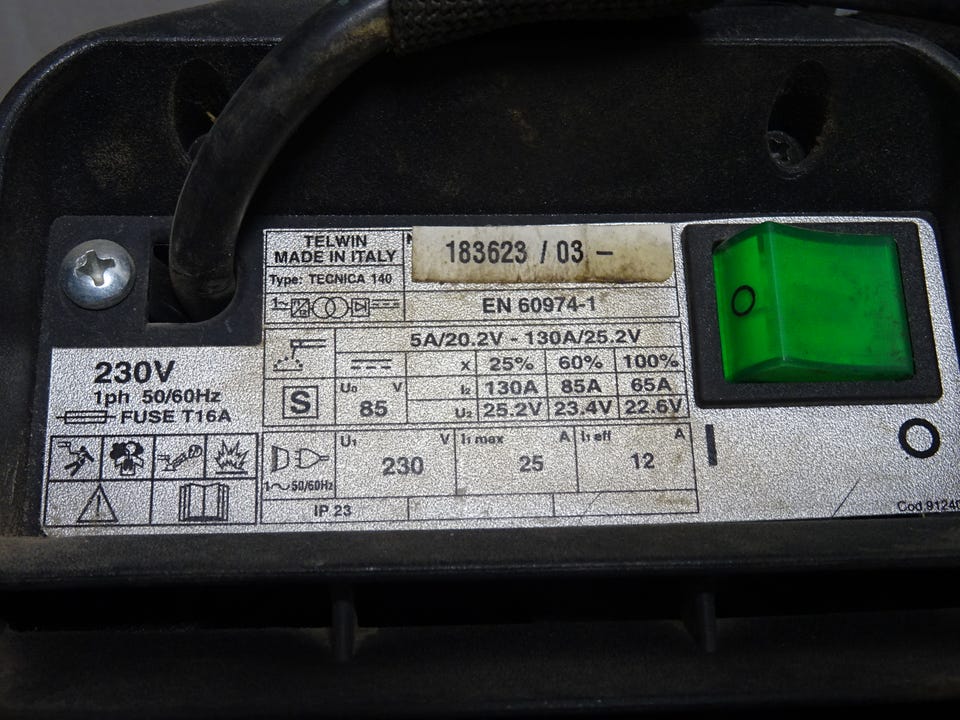 TELWIN
MADE IN ITALY
Type: TECNICA 140
N
183623 / 03 –
EN 60974-1
5A/20.2V - 130A/25.2V
X 25% 60% 100%
I₂ 130A 85A 65A
U₂ 25.2V 23.4V 22.6V
S
U₀ V
85
230V
1ph 50/60Hz
FUSE T16A
U₁ V
230
I₁ max A
25
I₁ eff A
12
1~50/60Hz
IP 23
I O
Cod.91240